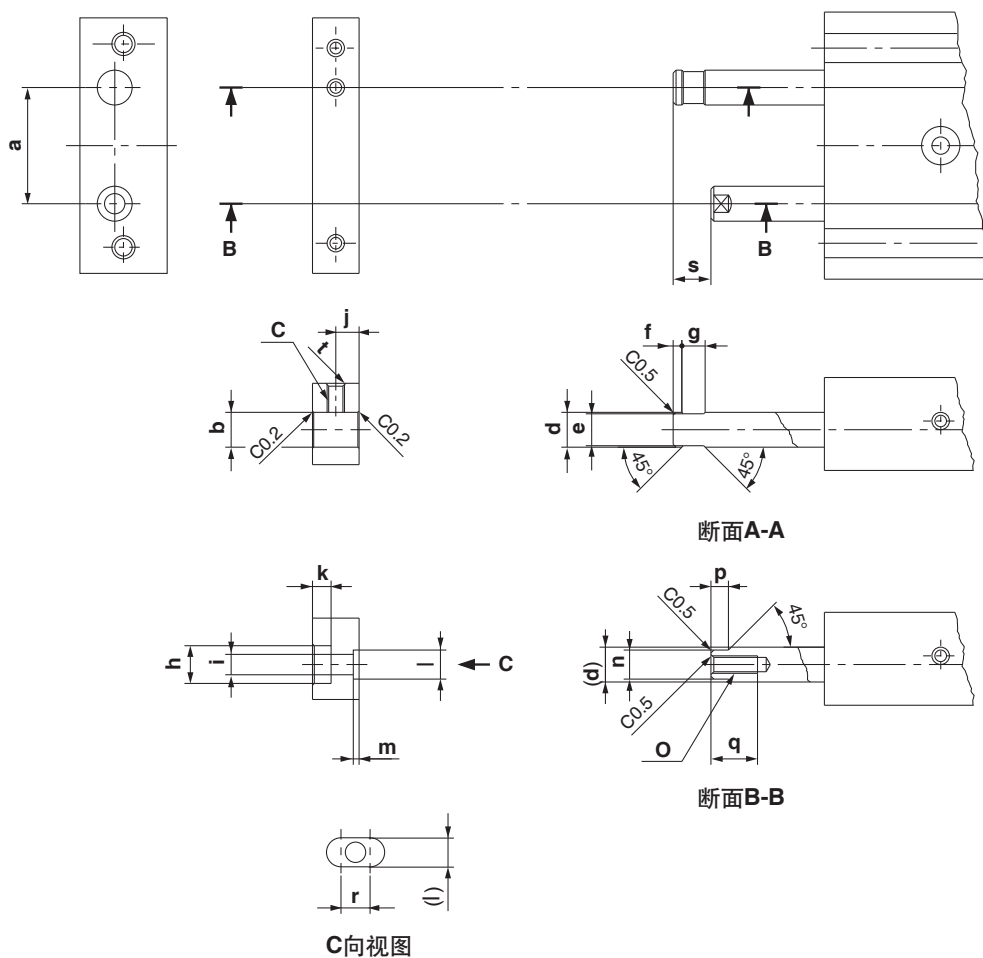 a
B
B
s
C
j
t
b
C0.2
C0.2
f
g
C0.5
d
e
45°
45°
断面A-A
k
h
i
l
C
m
p
C0.5
45°
(d)
n
C0.5
O
q
断面B-B
r
(l)
C向视图